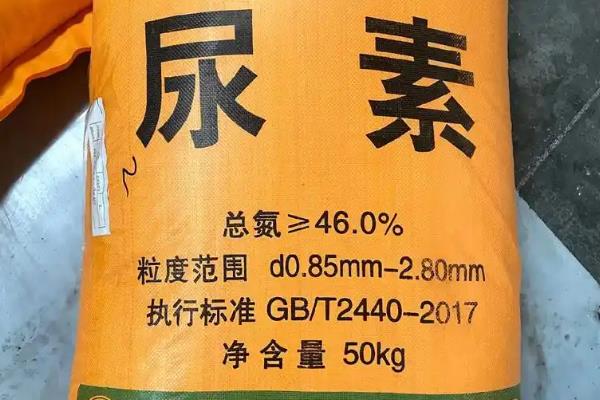 尿素
总氮≥46.0%
粒度范围 d0.85mm-2.80mm
执行标准 GB/T2440-2017
净含量 50kg